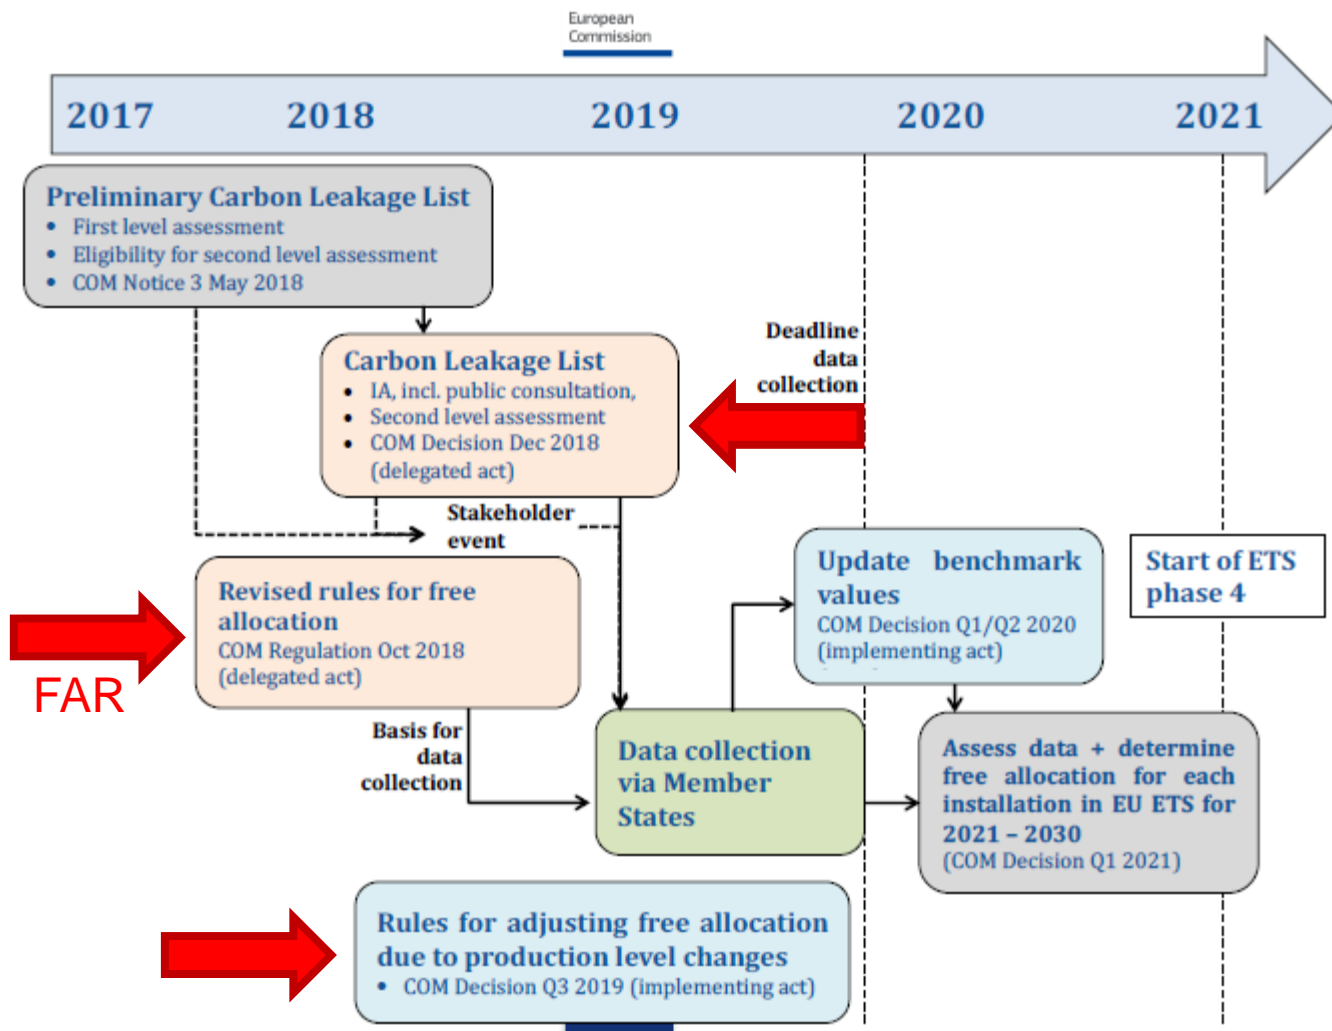 European
Commission
2017 2018 2019 2020 2021
Preliminary Carbon Leakage List
• First level assessment
• Eligibility for second level assessment
• COM Notice 3 May 2018
Deadline
data
collection
Carbon Leakage List
• IA, incl. public consultation,
• Second level assessment
• COM Decision Dec 2018
(delegated act)
Stakeholder
event
Revised rules for free
allocation
COM Regulation Oct 2018
(delegated act)
FAR
Update benchmark
values
COM Decision Q1/Q2 2020
(implementing act)
Start of ETS
phase 4
Basis for
data
collection
Data collection
via Member
States
Assess data + determine
free allocation for each
installation in EU ETS for
2021 – 2030
(COM Decision Q1 2021)
Rules for adjusting free allocation
due to production level changes
• COM Decision Q3 2019 (implementing act)